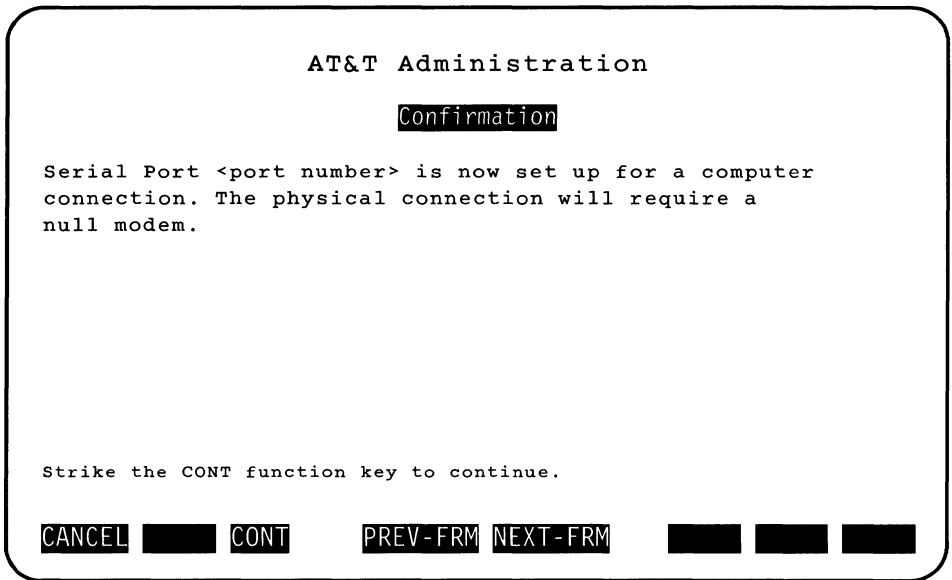 AT&T Administration
Confirmation
Serial Port <port number> is now set up for a computer
connection. The physical connection will require a
null modem.
Strike the CONT function key to continue.
CANCEL CONT PREV-FRM NEXT-FRM